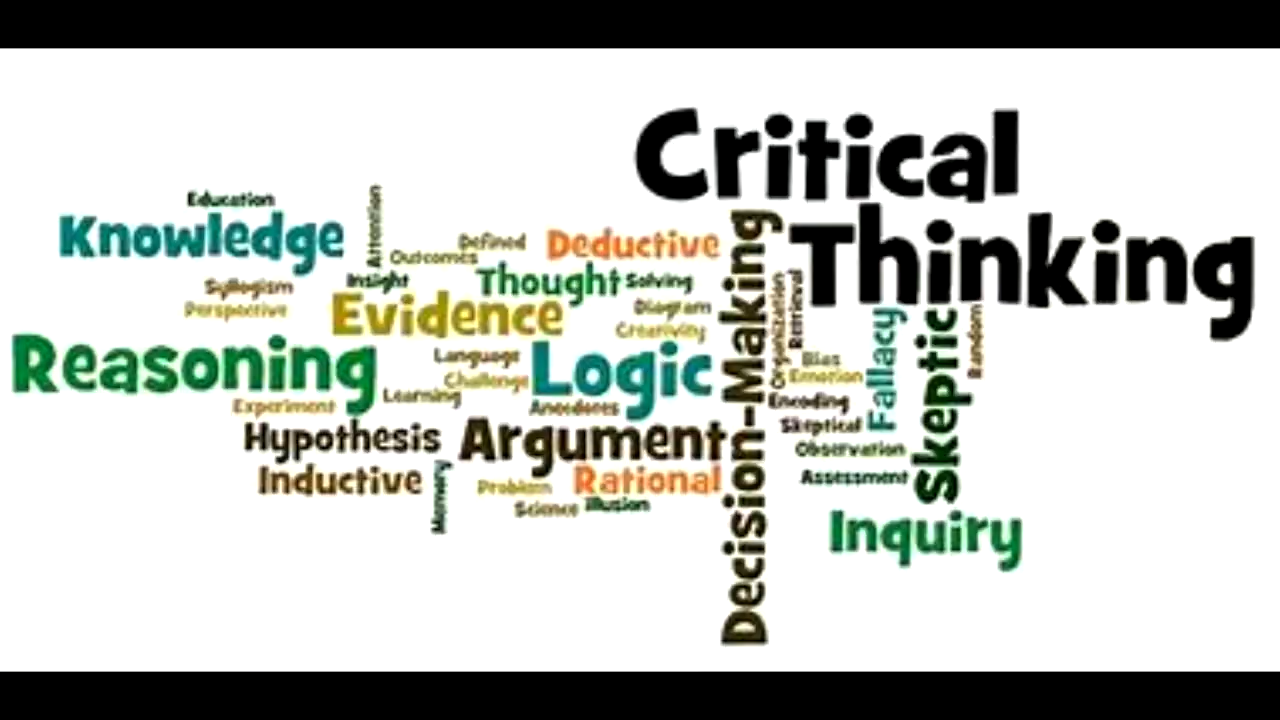 Critical
Thinking
Education
Knowledge
Attention
Outcomes
Defined
Deductive
Syllogism
Perspective
Insight
Thought
Solving
Evidence
Diagram
Creativity
Reasoning
Language
Challenge
Logic
Learning
Experiment
Anecdotes
Hypothesis
Argument
Inductive
Memory
Problem
Rational
Science
Illusion
Decision-Making
Organization
Retrieval
Bias
Emotion
Encoding
Skeptical
Observation
Assessment
Fallacy
Skeptic
Random
Inquiry